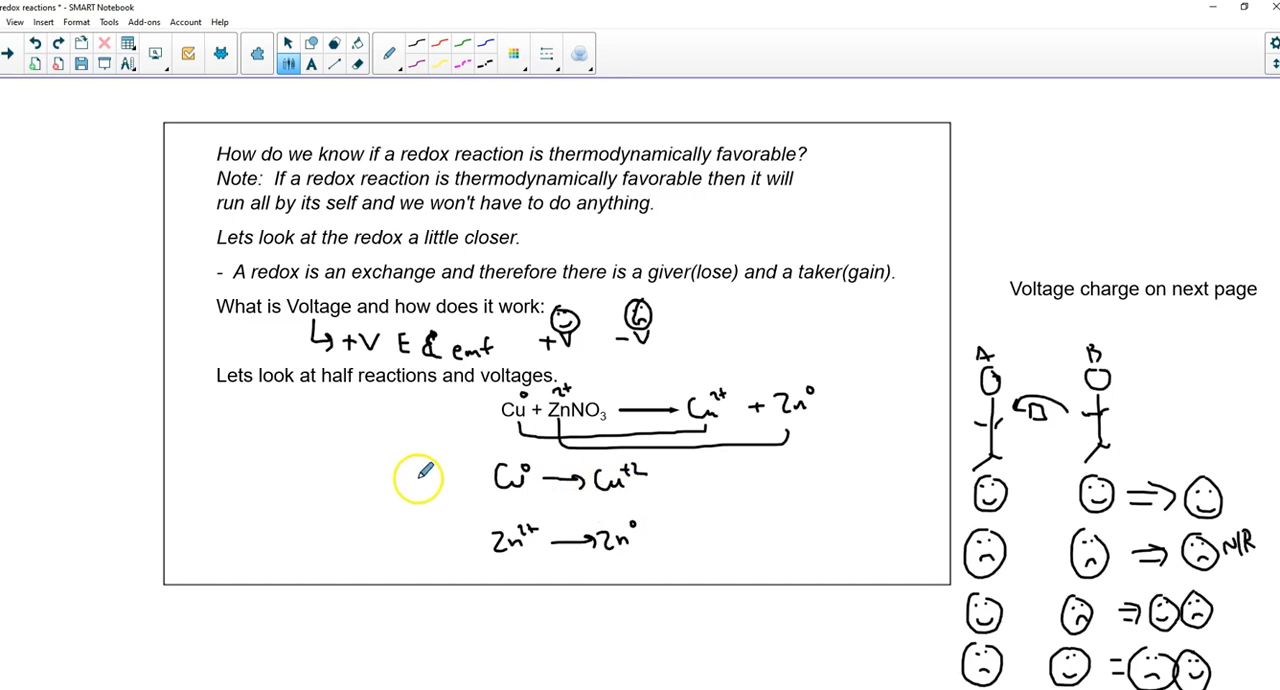 redox reactions * - SMART Notebook
View Insert Format Tools Add-ons Account Help
How do we know if a redox reaction is thermodynamically favorable?
Note: If a redox reaction is thermodynamically favorable then it will
run all by its self and we won't have to do anything.
Lets look at the redox a little closer.
- A redox is an exchange and therefore there is a giver(lose) and a taker(gain).
What is Voltage and how does it work:
↳ +V E & emf +V -V
Lets look at half reactions and voltages.
Cu⁰ + Zn²⁺NO₃ → Cu²⁺ + Zn⁰
Cu⁰ → Cu⁺²
Zn²⁺ → Zn⁰
Voltage charge on next page
A B
⇒
⇒ N/R
⇒
=